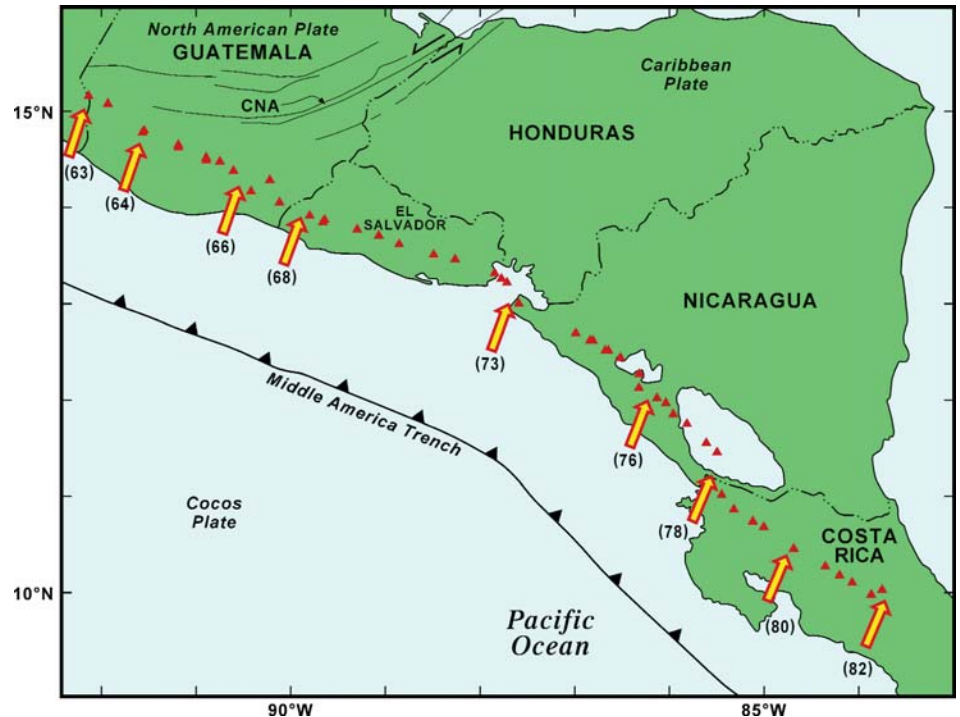 North American Plate
GUATEMALA
Caribbean
Plate
CNA
15°N
HONDURAS
(63)
(64)
EL
SALVADOR
(66)
(68)
NICARAGUA
(73)
Middle America Trench
(76)
Cocos
Plate
(78)
COSTA
RICA
10°N
Pacific
Ocean
(80)
(82)
90°W
85°W